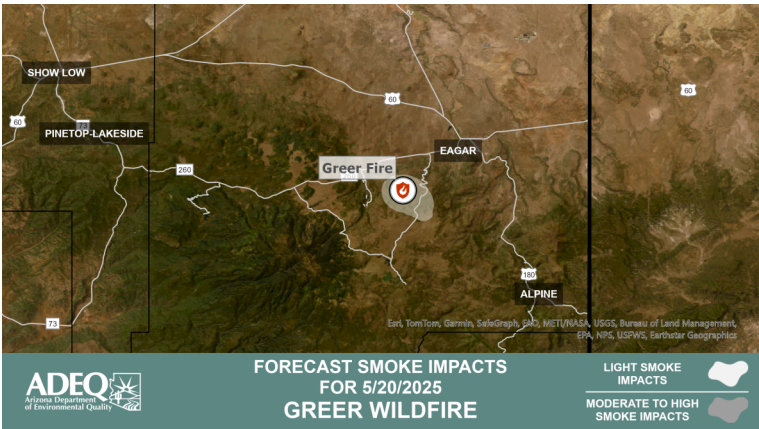 SHOW LOW
60
60
60
PINETOP-LAKESIDE
EAGAR
Greer Fire
260
180
ALPINE
73
Esri, TomTom, Garmin, SafeGraph, FAO, METI/NASA, USGS, Bureau of Land Management,
EPA, NPS, USFWS, Earthstar Geographics
ADEQ
Arizona Department
of Environmental Quality
FORECAST SMOKE IMPACTS
FOR 5/20/2025
GREER WILDFIRE
LIGHT SMOKE
IMPACTS
MODERATE TO HIGH
SMOKE IMPACTS